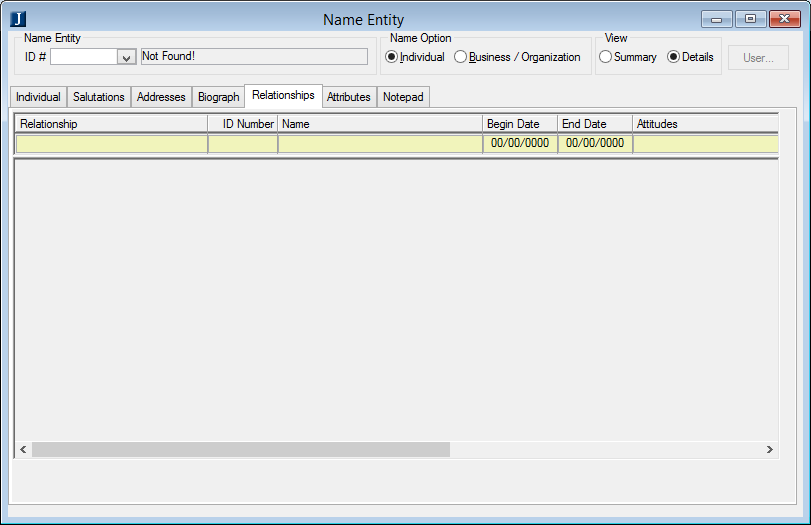 J Name Entity
Name Entity Name Option View
ID # Not Found! Individual Business / Organization Summary Details User...
Individual Salutations Addresses Biograph Relationships Attributes Notepad
Relationship ID Number Name Begin Date End Date Attitudes
00/00/0000 00/00/0000